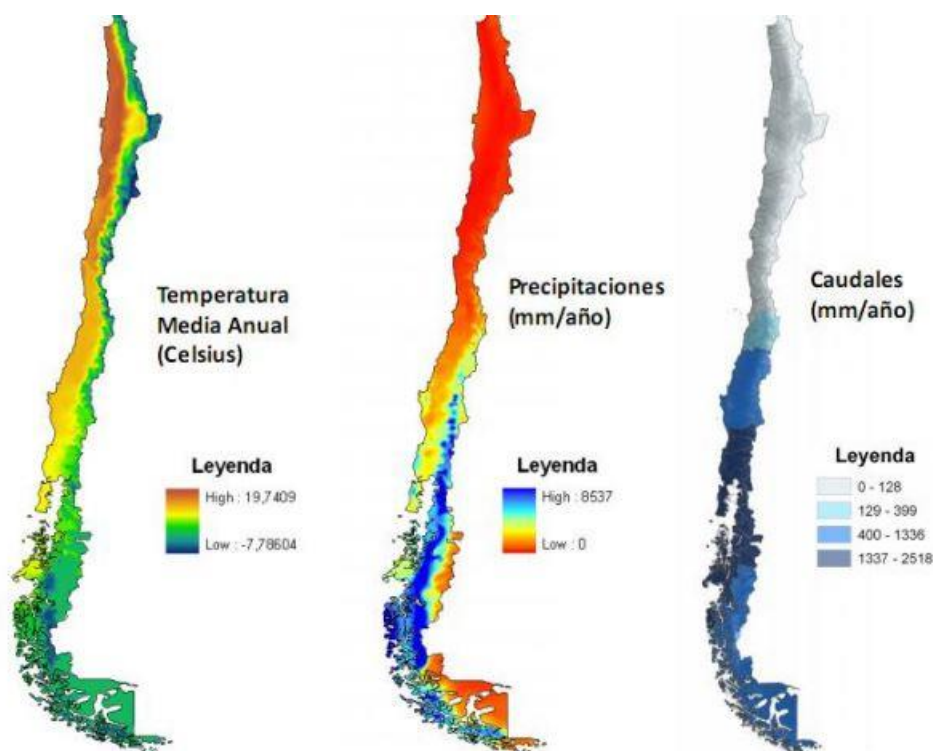 Temperatura
Media Anual
(Celsius)
Leyenda
High : 19,7409
Low : -7,78604
Precipitaciones
(mm/año)
Leyenda
High : 8537
Low : 0
Caudales
(mm/año)
Leyenda
0 - 128
129 - 399
400 - 1336
1337 - 2518